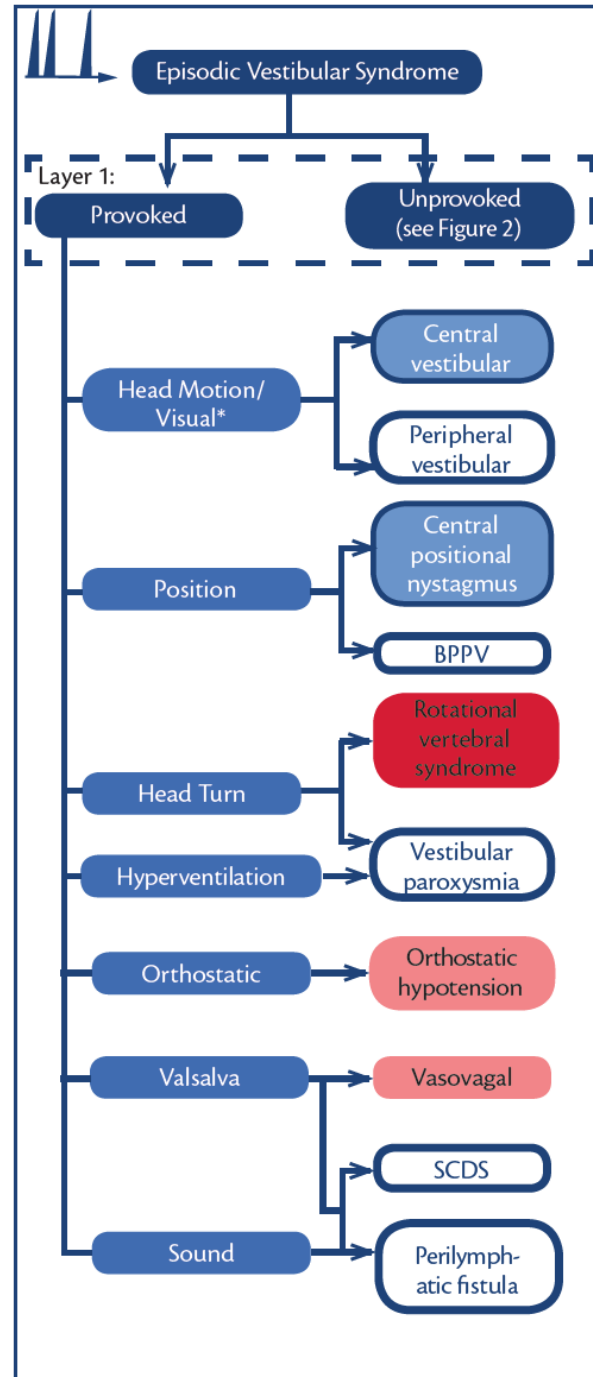 Episodic Vestibular Syndrome
Layer 1:
Provoked
Unprovoked
(see Figure 2)
Head Motion/
Visual*
Central
vestibular
Peripheral
vestibular
Position
Central
positional
nystagmus
BPPV
Head Turn
Rotational
vertebral
syndrome
Hyperventilation
Vestibular
paroxysmia
Orthostatic
Orthostatic
hypotension
Valsalva
Vasovagal
SCDS
Sound
Perilymph-
atic fistula